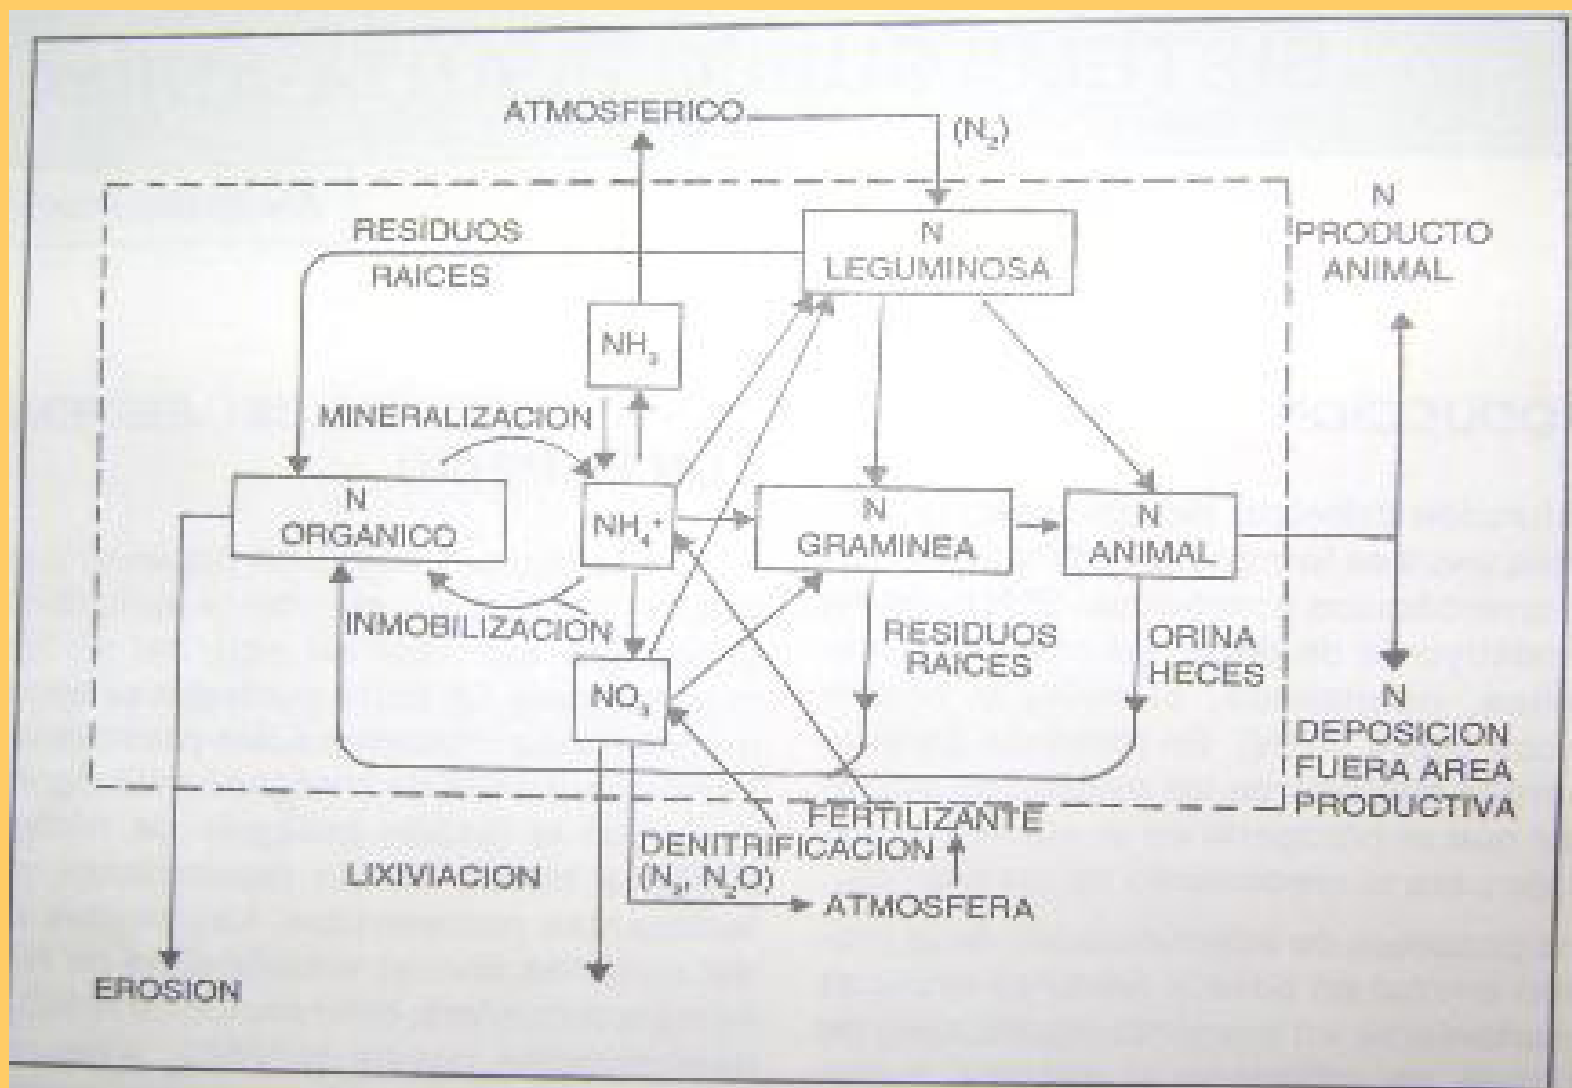 ATMOSFERICO
(N₂)
N
PRODUCTO
ANIMAL
RESIDUOS
RAICES
N
LEGUMINOSA
NH₃
MINERALIZACION
N
ORGANICO
NH₄⁺
N
GRAMINEA
N
ANIMAL
INMOBILIZACION
RESIDUOS
RAICES
ORINA
HECES
NO₃
N
DEPOSICION
FUERA AREA
PRODUCTIVA
FERTILIZANTE
DENITRIFICACION
(N₂, N₂O)
LIXIVIACION
ATMOSFERA
EROSION